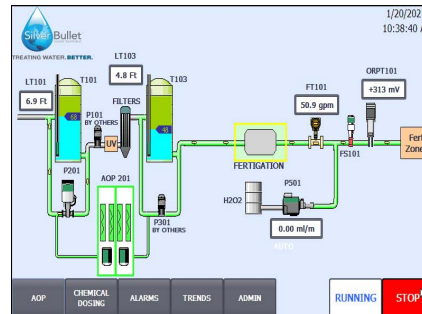 1/20/202
10:38:40 A
Silver Bullet
TREATING WATER. BETTER.
LT101
6.9 Ft
T101
LT103
4.8 Ft
T103
68
48
P101
BY OTHERS
FILTERS
UV
P201
AOP 201
P301
BY OTHERS
FERTIGATION
FT101
50.9 gpm
ORPT101
+313 mV
FS101
Fert
Zone
H2O2
P501
0.00 ml/m
AUTO
AOP
CHEMICAL
DOSING
ALARMS
TRENDS
ADMIN
RUNNING
STOP